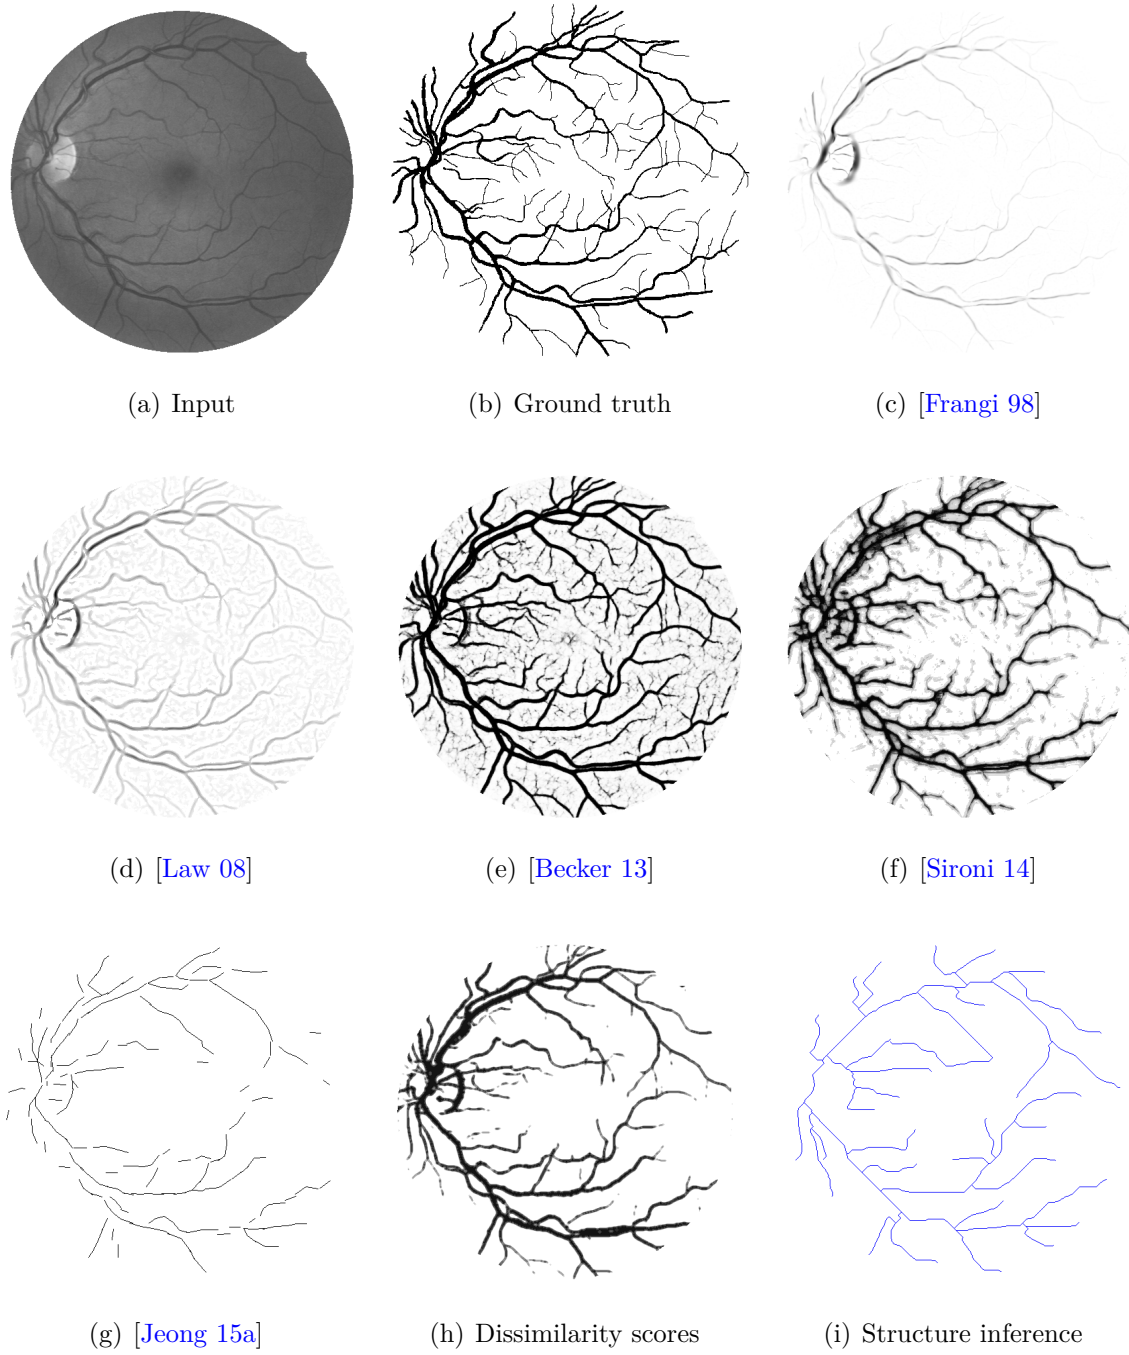 (a) Input
(b) Ground truth
(c) [Frangi 98]
(d) [Law 08]
(e) [Becker 13]
(f) [Sironi 14]
(g) [Jeong 15a]
(h) Dissimilarity scores
(i) Structure inference